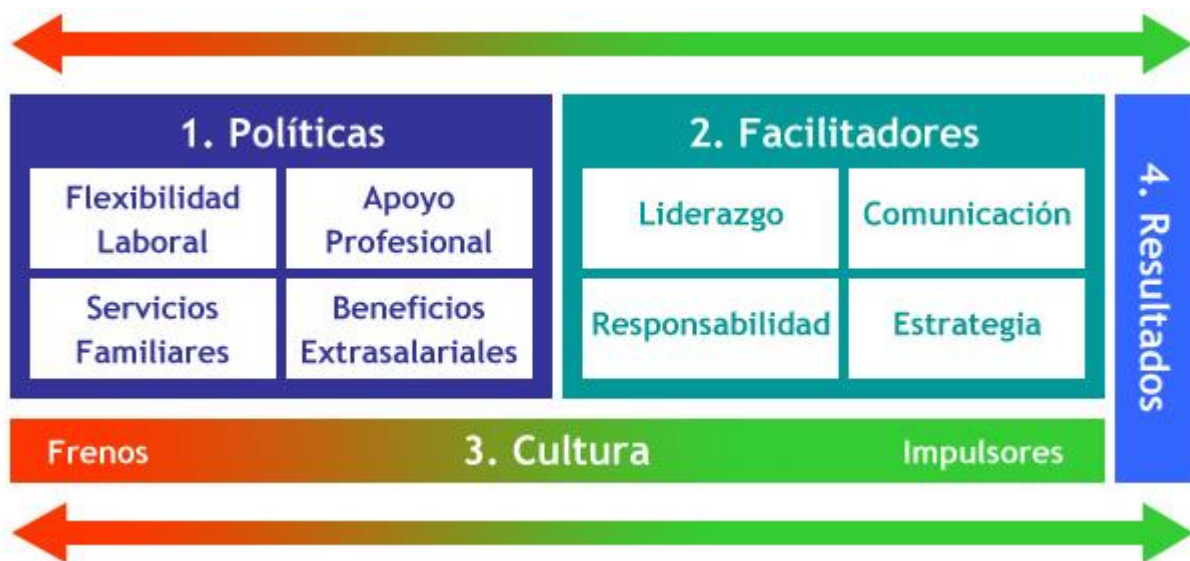 1. Políticas
Flexibilidad
Laboral
Apoyo
Profesional
Servicios
Familiares
Beneficios
Extrasalariales
2. Facilitadores
Liderazgo
Comunicación
Responsabilidad
Estrategia
Frenos
3. Cultura
Impulsores
4. Resultados